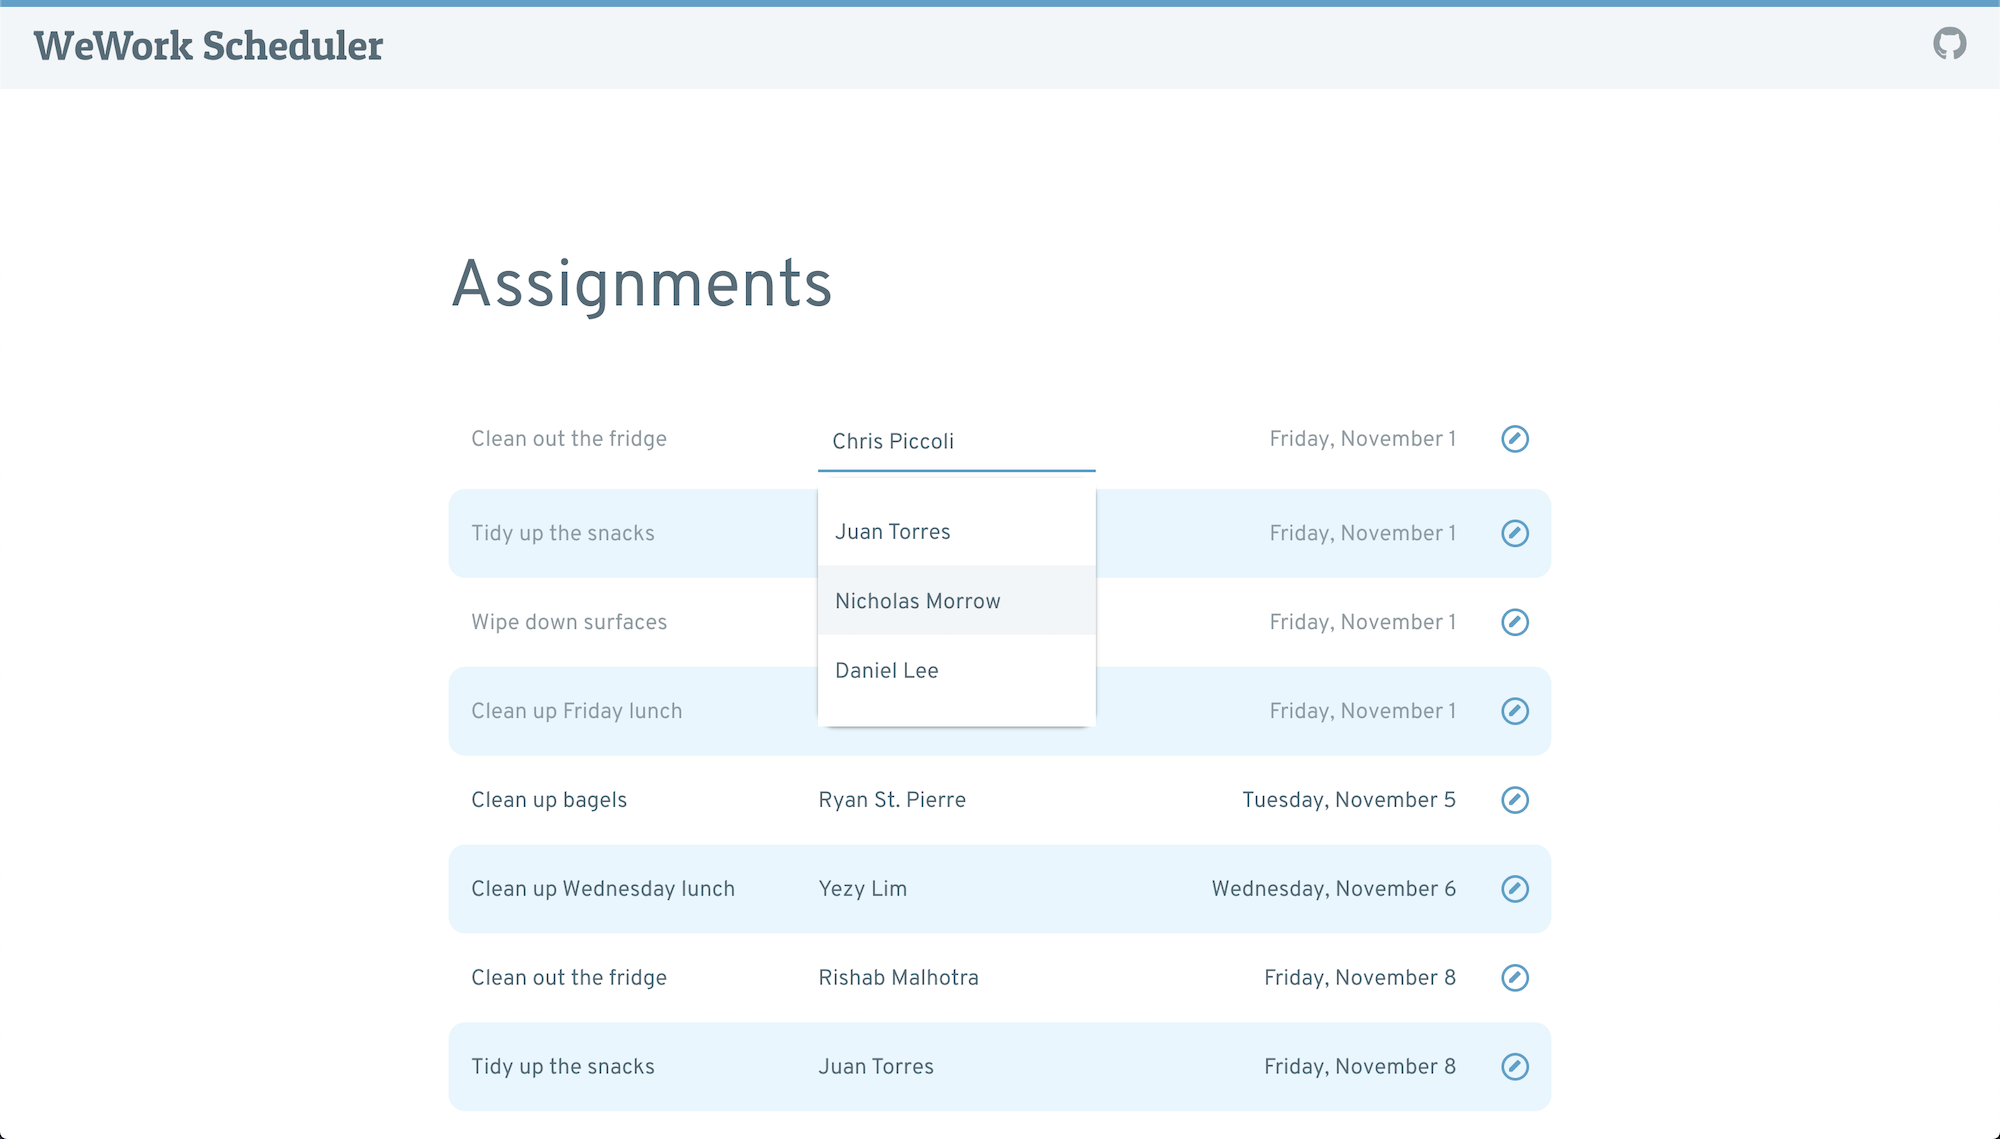 WeWork Scheduler
Assignments
Clean out the fridge Chris Piccoli Friday, November 1
Tidy up the snacks Juan Torres Friday, November 1
Nicholas Morrow
Wipe down surfaces Friday, November 1
Daniel Lee
Clean up Friday lunch Friday, November 1
Clean up bagels Ryan St. Pierre Tuesday, November 5
Clean up Wednesday lunch Yezy Lim Wednesday, November 6
Clean out the fridge Rishab Malhotra Friday, November 8
Tidy up the snacks Juan Torres Friday, November 8